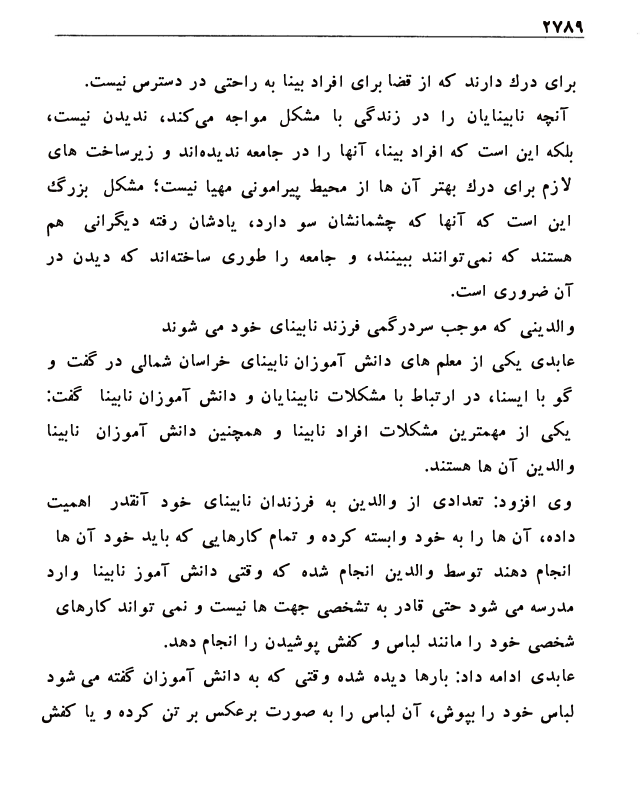 ۲۷۸۹
برای درك دارند که از قضا برای افراد بینا به راحتی در دسترس نیست.
آنچه نابینایان را در زندگی با مشکل مواجه می‌کند، ندیدن نیست،
بلکه این است که افراد بینا، آنها را در جامعه ندیده‌اند و زیرساخت های
لازم برای درك بهتر آن ها از محیط پیرامونی مهیا نیست؛ مشکل بزرگ
این است که آنها که چشمانشان سو دارد، یادشان رفته دیگرانی هم
هستند که نمی‌توانند ببینند، و جامعه را طوری ساخته‌اند که دیدن در
آن ضروری است.
والدینی که موجب سردرگمی فرزند نابینای خود می شوند
عابدی یکی از معلم های دانش آموزان نابینای خراسان شمالی در گفت و
گو با ایسنا، در ارتباط با مشکلات نابینایان و دانش آموزان نابینا گفت:
یکی از مهمترین مشکلات افراد نابینا و همچنین دانش آموزان نابینا
والدین آن ها هستند.
وی افزود: تعدادی از والدین به فرزندان نابینای خود آنقدر اهمیت
داده، آن ها را به خود وابسته کرده و تمام کارهایی که باید خود آن ها
انجام دهند توسط والدین انجام شده که وقتی دانش آموز نابینا وارد
مدرسه می شود حتی قادر به تشخصی جهت ها نیست و نمی تواند کارهای
شخصی خود را مانند لباس و کفش پوشیدن را انجام دهد.
عابدی ادامه داد: بارها دیده شده وقتی که به دانش آموزان گفته می شود
لباس خود را بپوش، آن لباس را به صورت برعکس بر تن کرده و یا کفش